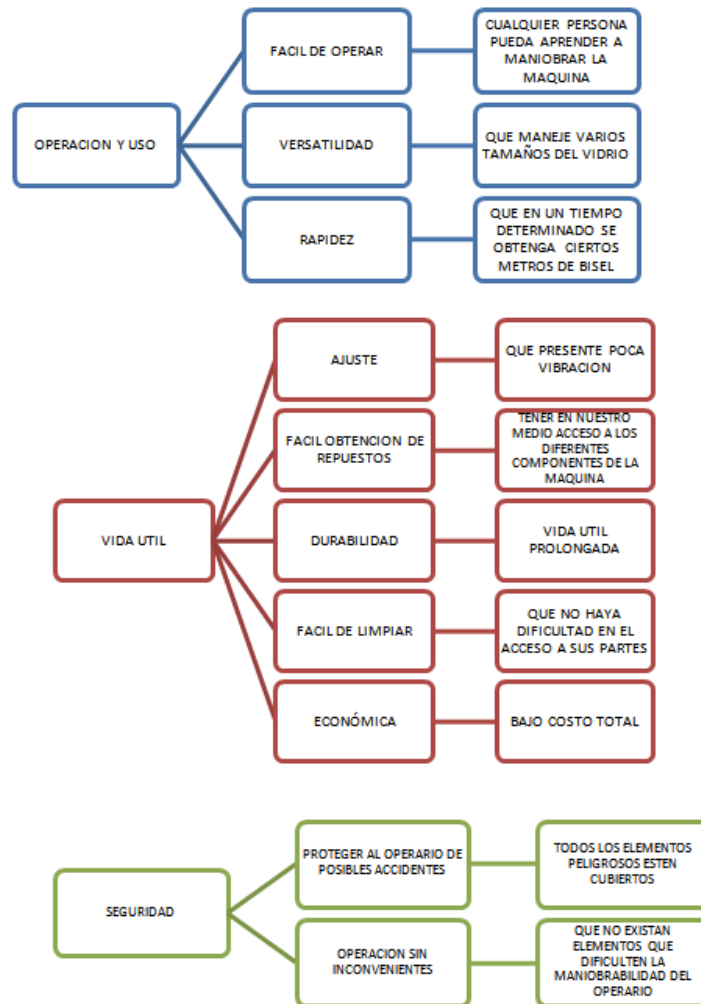 OPERACION Y USO
FACIL DE OPERAR
CUALQUIER PERSONA
PUEDA APRENDER A
MANIOBRAR LA
MAQUINA
VERSATILIDAD
QUE MANEJE VARIOS
TAMAÑOS DEL VIDRIO
RAPIDEZ
QUE EN UN TIEMPO
DETERMINADO SE
OBTENGA CIERTOS
METROS DE BISEL
VIDA UTIL
AJUSTE
QUE PRESENTE POCA
VIBRACION
FACIL OBTENCION DE
REPUESTOS
TENER EN NUESTRO
MEDIO ACCESO A LOS
DIFERENTES
COMPONENTES DE LA
MAQUINA
DURABILIDAD
VIDA UTIL
PROLONGADA
FACIL DE LIMPIAR
QUE NO HAYA
DIFICULTAD EN EL
ACCESO A SUS PARTES
ECONÓMICA
BAJO COSTO TOTAL
SEGURIDAD
PROTEGER AL OPERARIO DE
POSIBLES ACCIDENTES
TODOS LOS ELEMENTOS
PELIGROSOS ESTEN
CUBIERTOS
OPERACION SIN
INCONVENIENTES
QUE NO EXISTAN
ELEMENTOS QUE
DIFICULTEN LA
MANIOBRABILIDAD DEL
OPERARIO